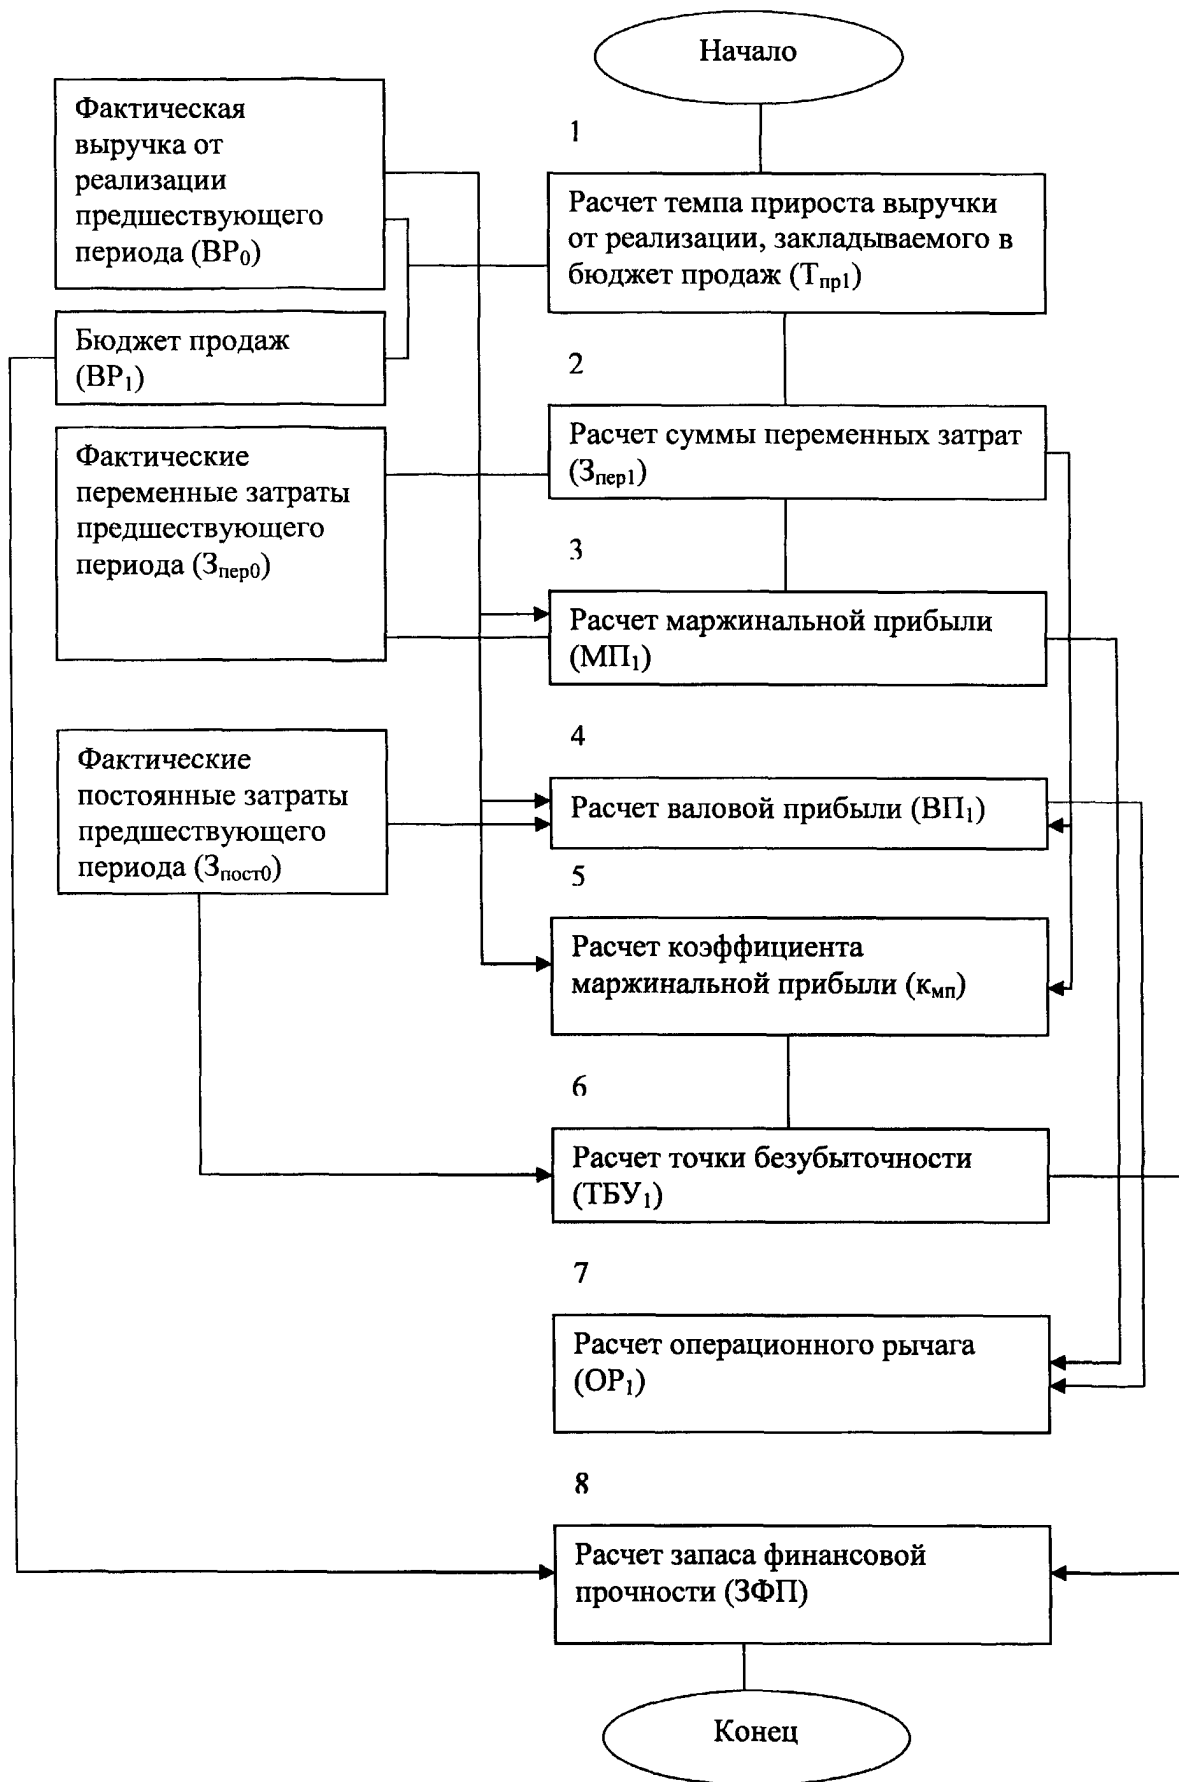 Начало
Фактическая
выручка от
реализации
предшествующего
периода (ВР₀)
1
Расчет темпа прироста выручки
от реализации, закладываемого в
бюджет продаж (Тпр1)
Бюджет продаж
(ВР₁)
2
Расчет суммы переменных затрат
(Зпер1)
Фактические
переменные затраты
предшествующего
периода (Зпер0)
3
Расчет маржинальной прибыли
(МП₁)
4
Фактические
постоянные затраты
предшествующего
периода (Зпост0)
Расчет валовой прибыли (ВП₁)
5
Расчет коэффициента
маржинальной прибыли (кмп)
6
Расчет точки безубыточности
(ТБУ₁)
7
Расчет операционного рычага
(ОР₁)
8
Расчет запаса финансовой
прочности (ЗФП)
Конец